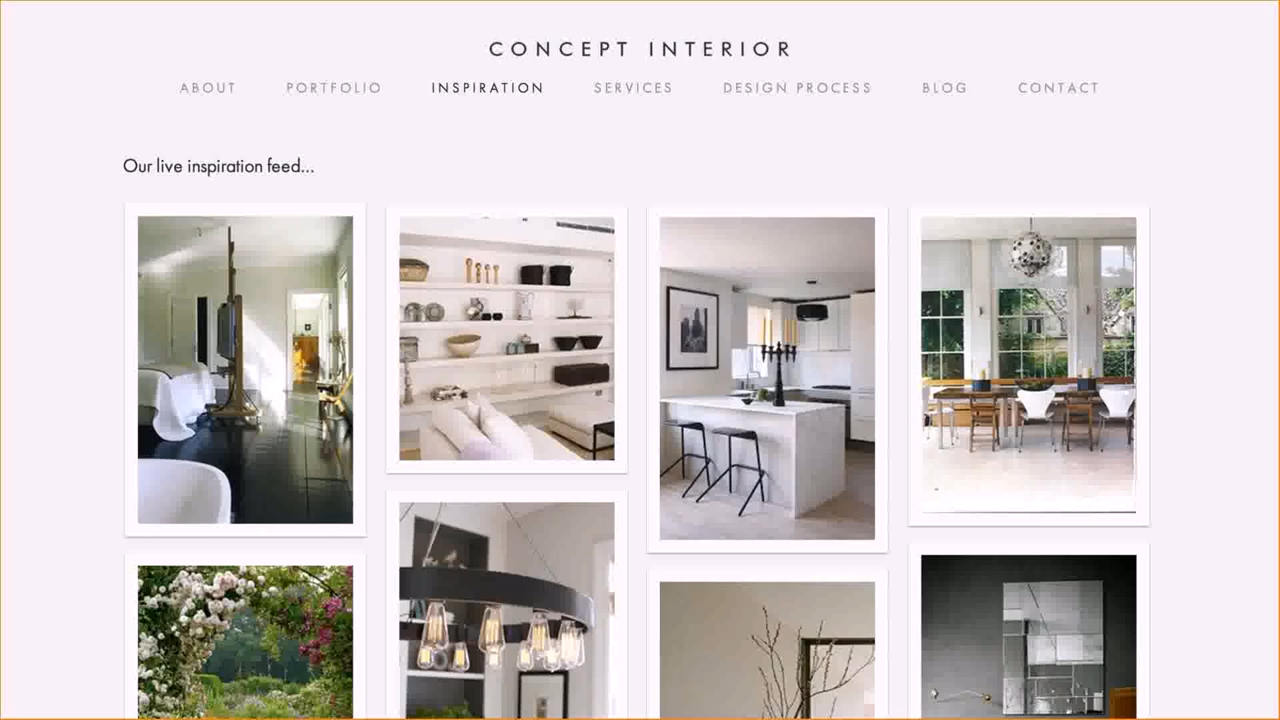 CONCEPT INTERIOR
ABOUT PORTFOLIO INSPIRATION SERVICES DESIGN PROCESS BLOG CONTACT
Our live inspiration feed...